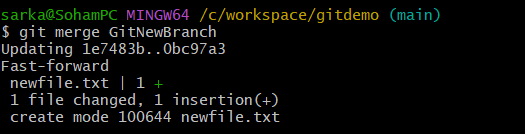 sarka@SohamPC MINGW64 /c/workspace/gitdemo (main)
$ git merge GitNewBranch
Updating 1e7483b..0bc97a3
Fast-forward
 newfile.txt | 1 +
 1 file changed, 1 insertion(+)
 create mode 100644 newfile.txt